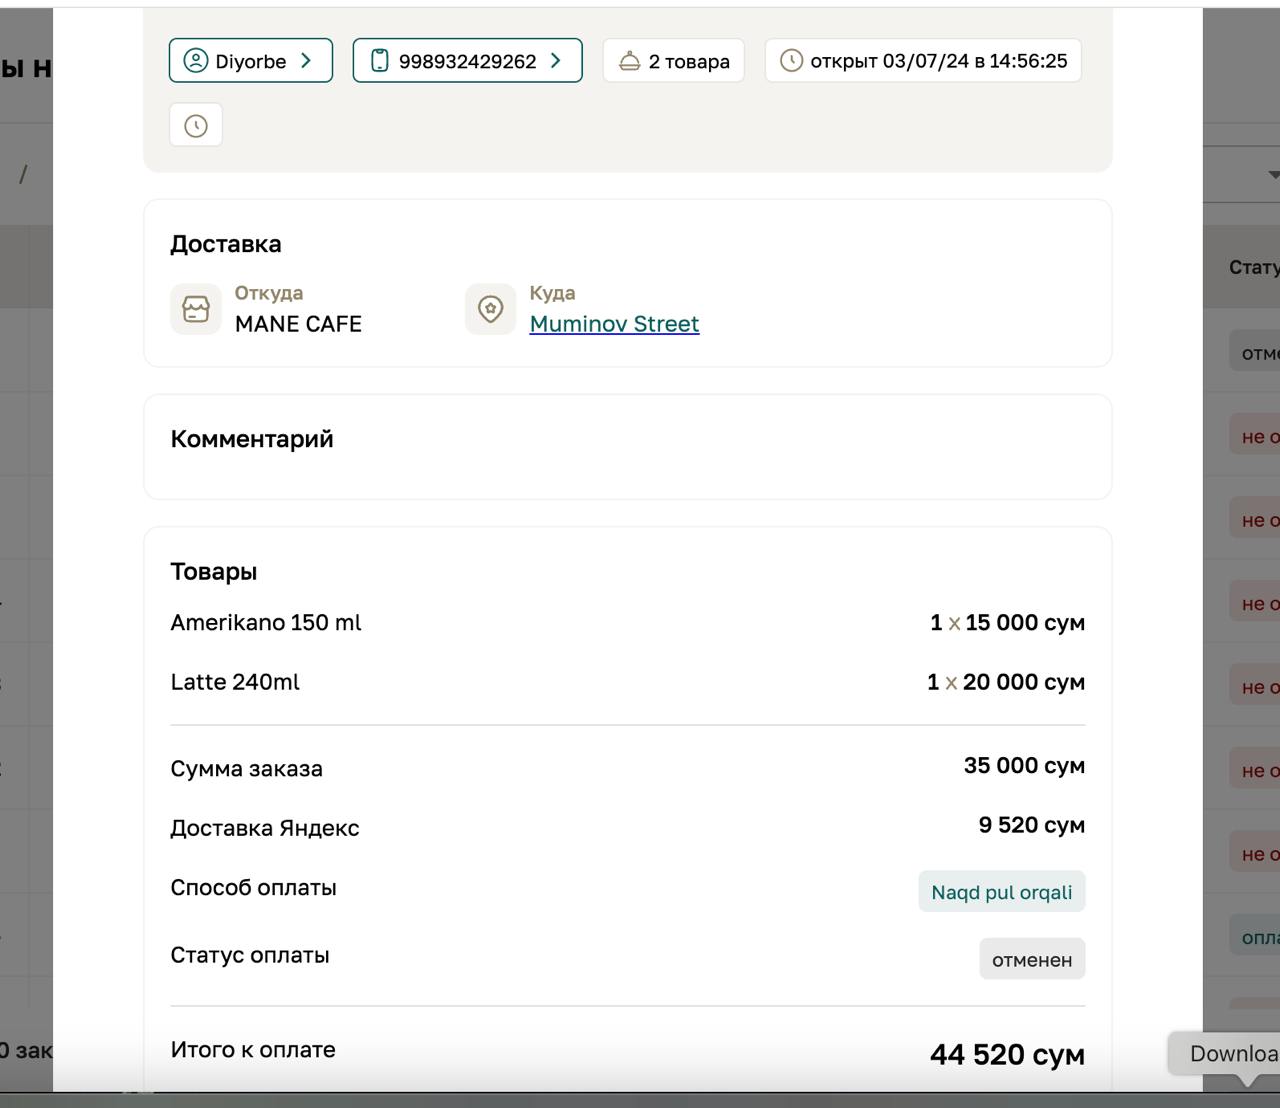 ы н
Diyorbe
998932429262
2 товара
открыт 03/07/24 в 14:56:25
/
Доставка
Откуда
MANE CAFE
Куда
Muminov Street
Комментарий
Товары
Amerikano 150 ml 1 x 15 000 сум
Latte 240ml 1 x 20 000 сум
Сумма заказа 35 000 сум
Доставка Яндекс 9 520 сум
Способ оплаты Naqd pul orqali
Статус оплаты отменен
Итого к оплате 44 520 сум
0 зак
Стату
отме
не о
не о
не о
не о
не о
не о
опла
Downloa